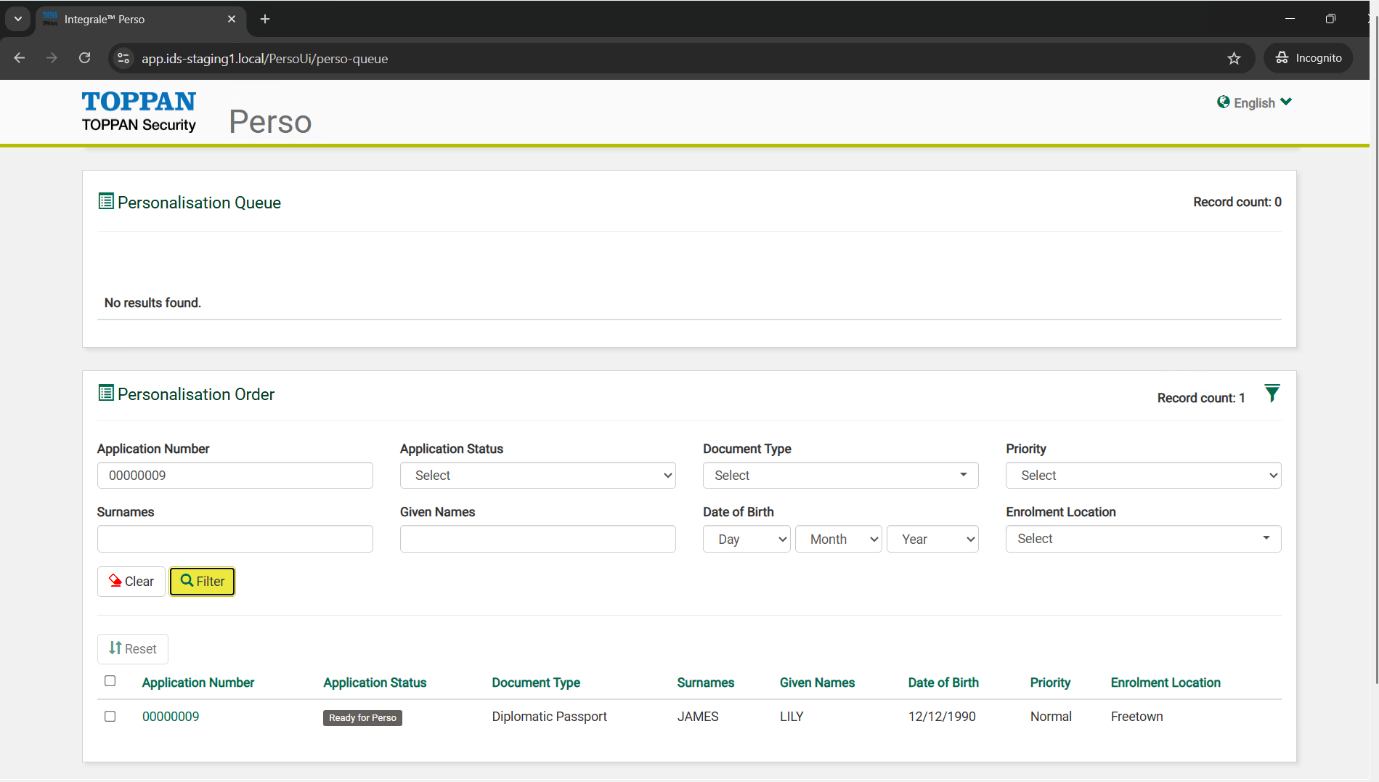 Integrale™ Perso
app.ids-staging1.local/PersoUi/perso-queue
Incognito
TOPPAN
TOPPAN Security
Perso
English
Personalisation Queue
Record count: 0
No results found.
Personalisation Order
Record count: 1
Application Number Application Status Document Type Priority
00000009 Select Select Select
Surnames Given Names Date of Birth Enrolment Location
Day Month Year Select
Clear Filter
Reset
Application Number Application Status Document Type Surnames Given Names Date of Birth Priority Enrolment Location
00000009 Ready for Perso Diplomatic Passport JAMES LILY 12/12/1990 Normal Freetown